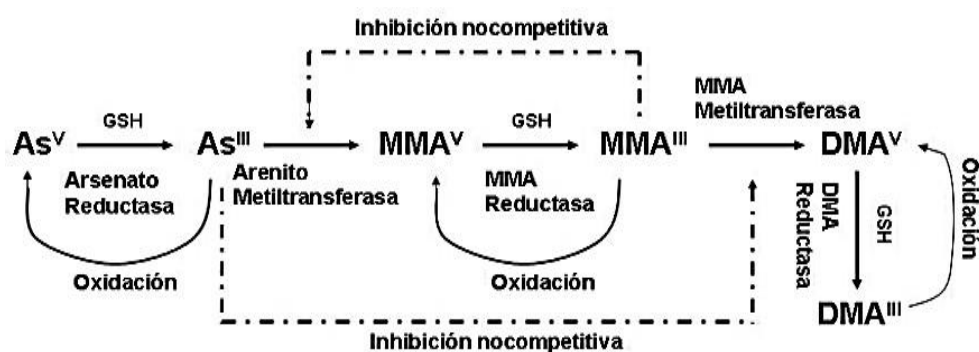 Inhibición nocompetitiva
MMA
Metiltransferasa
GSH
GSH
As^V
As^III
MMA^V
MMA^III
DMA^V
Arsenato
Reductasa
Arenito
Metiltransferasa
MMA
Reductasa
DMA
Reductasa
GSH
Oxidación
Oxidación
Oxidación
DMA^III
Inhibición nocompetitiva